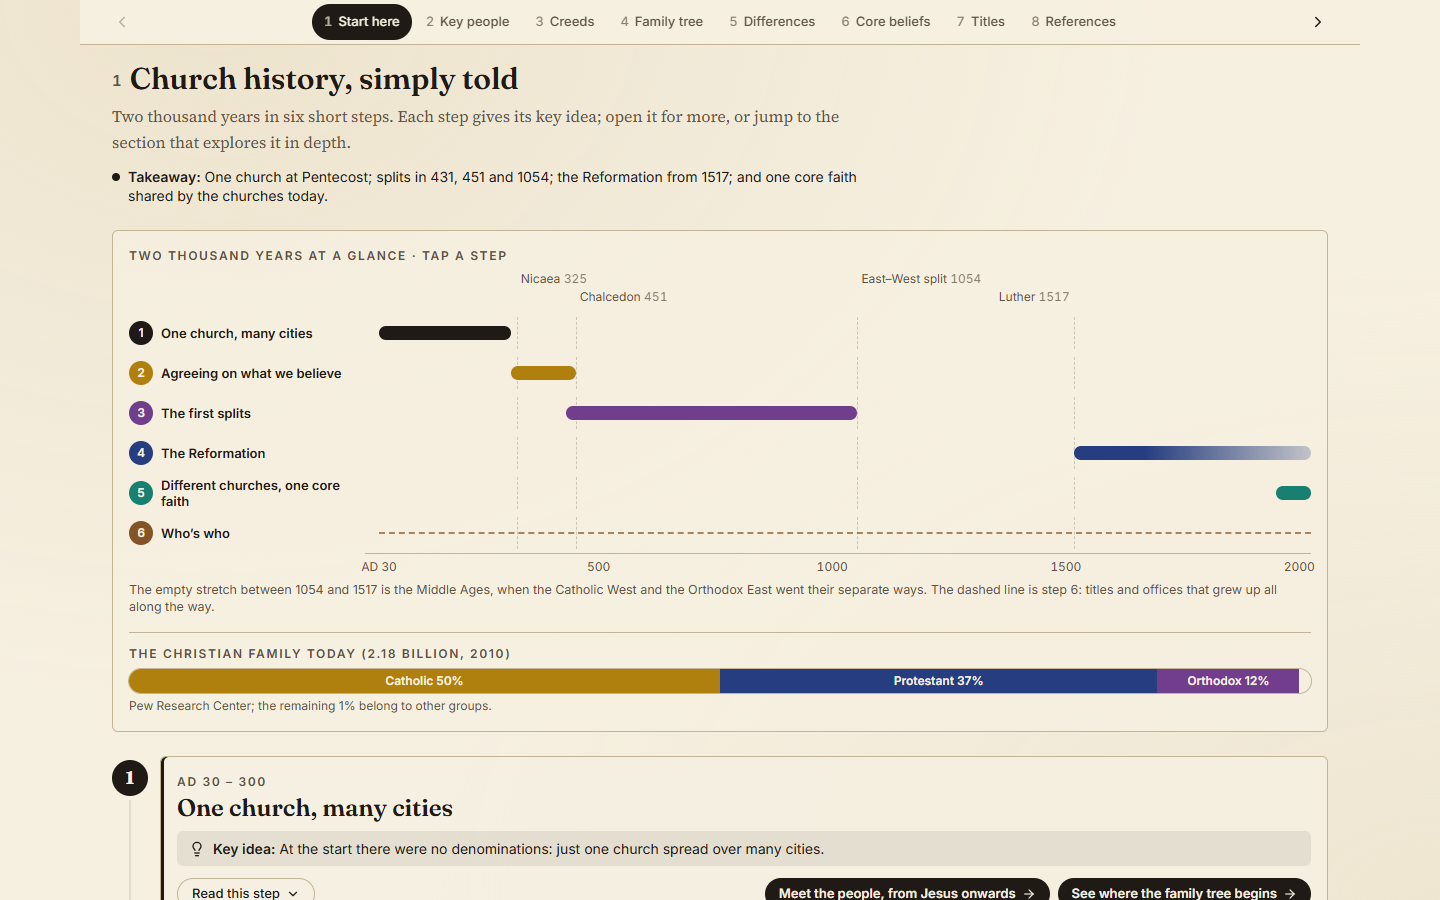 1 Start here
2 Key people
3 Creeds
4 Family tree
5 Differences
6 Core beliefs
7 Titles
8 References
1 Church history, simply told
Two thousand years in six short steps. Each step gives its key idea; open it for more, or jump to the
section that explores it in depth.
Takeaway: One church at Pentecost; splits in 431, 451 and 1054; the Reformation from 1517; and one core faith
shared by the churches today.
TWO THOUSAND YEARS AT A GLANCE · TAP A STEP
Nicaea 325
East–West split 1054
Chalcedon 451
Luther 1517
1 One church, many cities
2 Agreeing on what we believe
3 The first splits
4 The Reformation
5 Different churches, one core
faith
6 Who’s who
AD 30
500
1000
1500
2000
The empty stretch between 1054 and 1517 is the Middle Ages, when the Catholic West and the Orthodox East went their separate ways. The dashed line is step 6: titles and offices that grew up all
along the way.
THE CHRISTIAN FAMILY TODAY (2.18 BILLION, 2010)
Catholic 50%
Protestant 37%
Orthodox 12%
Pew Research Center; the remaining 1% belong to other groups.
1
AD 30 – 300
One church, many cities
Key idea: At the start there were no denominations: just one church spread over many cities.
Read this step
Meet the people, from Jesus onwards →
See where the family tree begins →